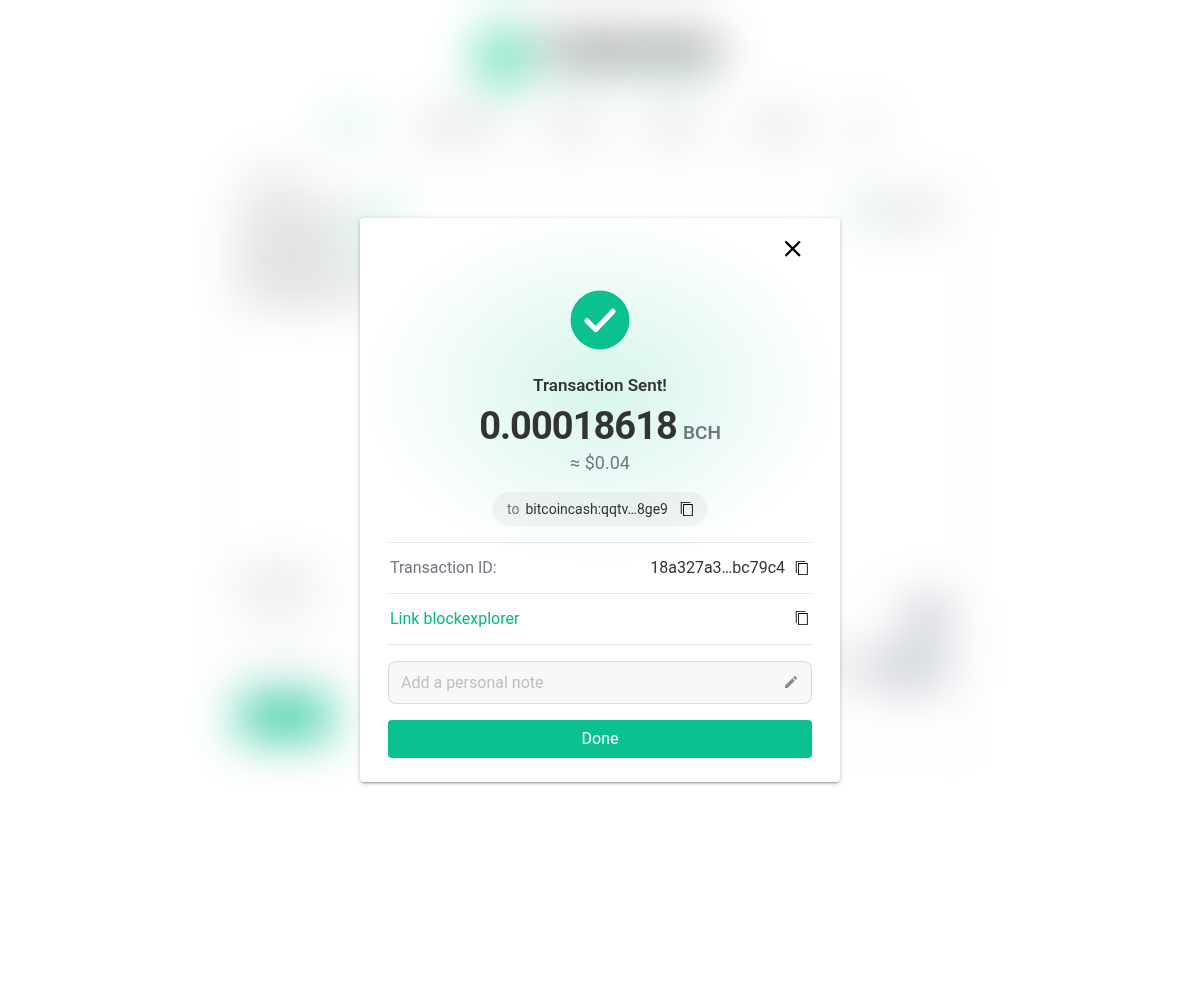 Transaction Sent!
0.00018618 BCH
≈ $0.04
to bitcoincash:qqtv...8ge9
Transaction ID: 18a327a3...bc79c4
Link blockexplorer
Add a personal note
Done